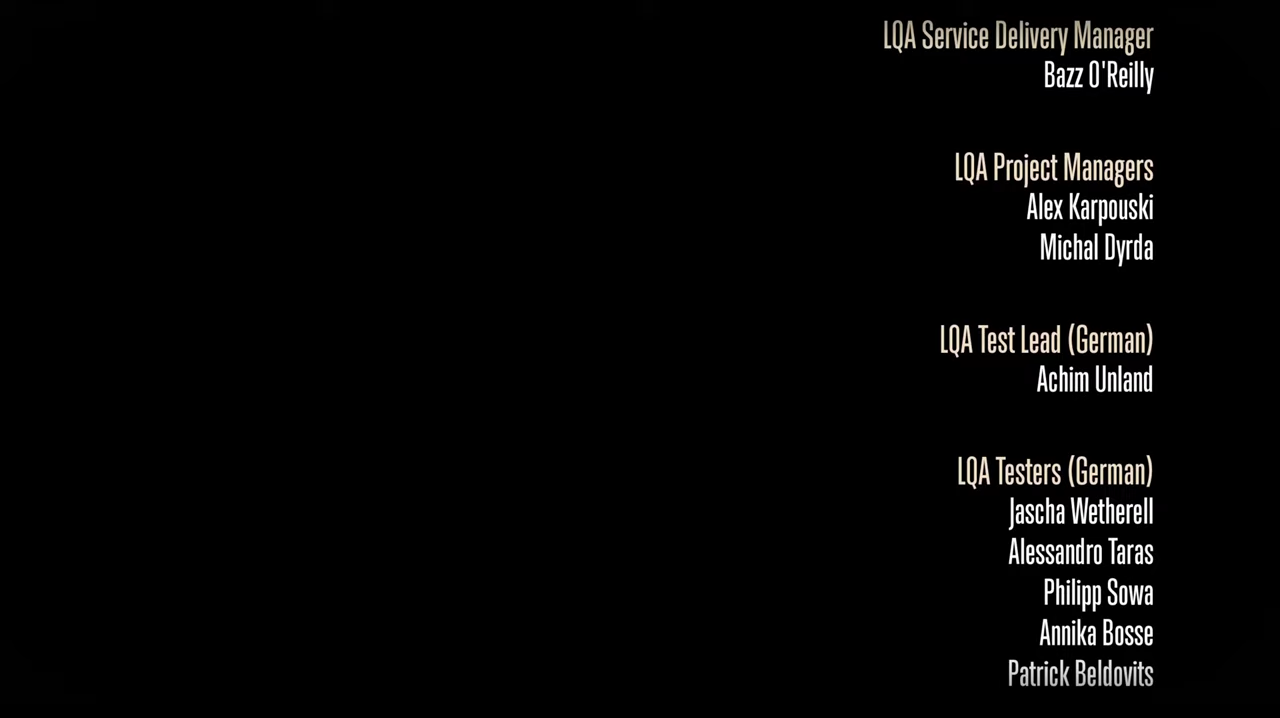 LQA Service Delivery Manager
Bazz O'Reilly
LQA Project Managers
Alex Karpouski
Michal Dyrda
LQA Test Lead (German)
Achim Unland
LQA Testers (German)
Jascha Wetherell
Alessandro Taras
Philipp Sowa
Annika Bosse
Patrick Beldovits